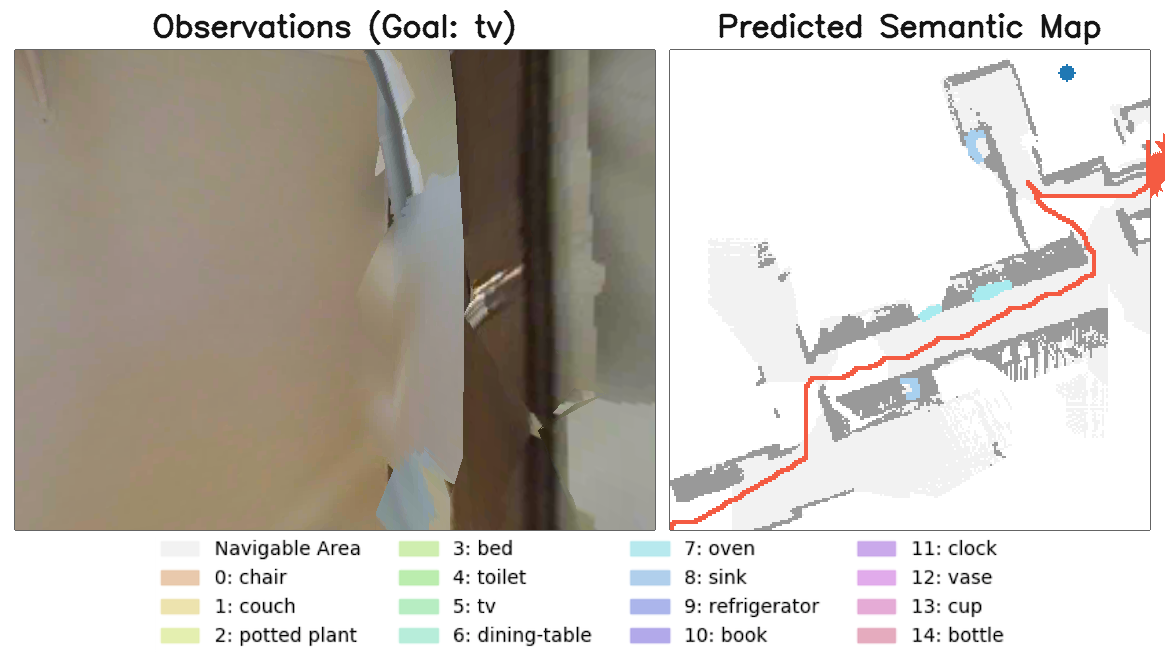 Observations (Goal: tv)
Predicted Semantic Map
Navigable Area
0: chair
1: couch
2: potted plant
3: bed
4: toilet
5: tv
6: dining-table
7: oven
8: sink
9: refrigerator
10: book
11: clock
12: vase
13: cup
14: bottle